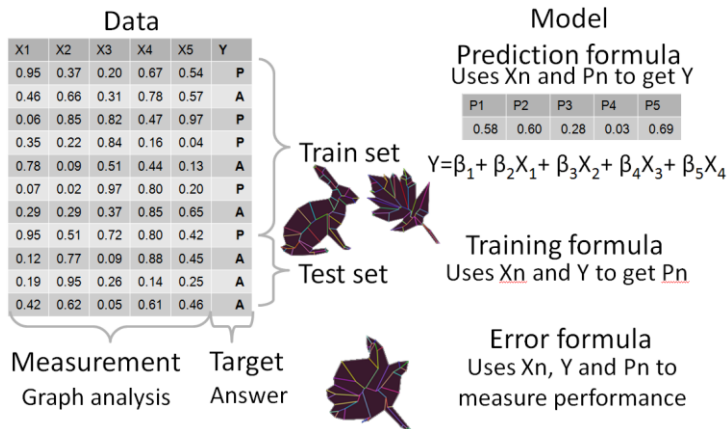 Data
X1 X2 X3 X4 X5 Y
0.95 0.37 0.20 0.67 0.54 P
0.46 0.66 0.31 0.78 0.57 A
0.06 0.85 0.82 0.47 0.97 P
0.35 0.22 0.84 0.16 0.04 P
0.78 0.09 0.51 0.44 0.13 A
0.07 0.02 0.97 0.80 0.20 P
0.29 0.29 0.37 0.85 0.65 A
0.95 0.51 0.72 0.80 0.42 P
0.12 0.77 0.09 0.88 0.45 A
0.19 0.95 0.26 0.14 0.25 A
0.42 0.62 0.05 0.61 0.46 A
Train set
Test set
Measurement
Graph analysis
Target
Answer
Model
Prediction formula
Uses Xn and Pn to get Y
P1 P2 P3 P4 P5
0.58 0.60 0.28 0.03 0.69
Y=β₁+ β₂X₁+ β₃X₂+ β₄X₃+ β₅X₄
Training formula
Uses Xn and Y to get Pn
Error formula
Uses Xn, Y and Pn to
measure performance